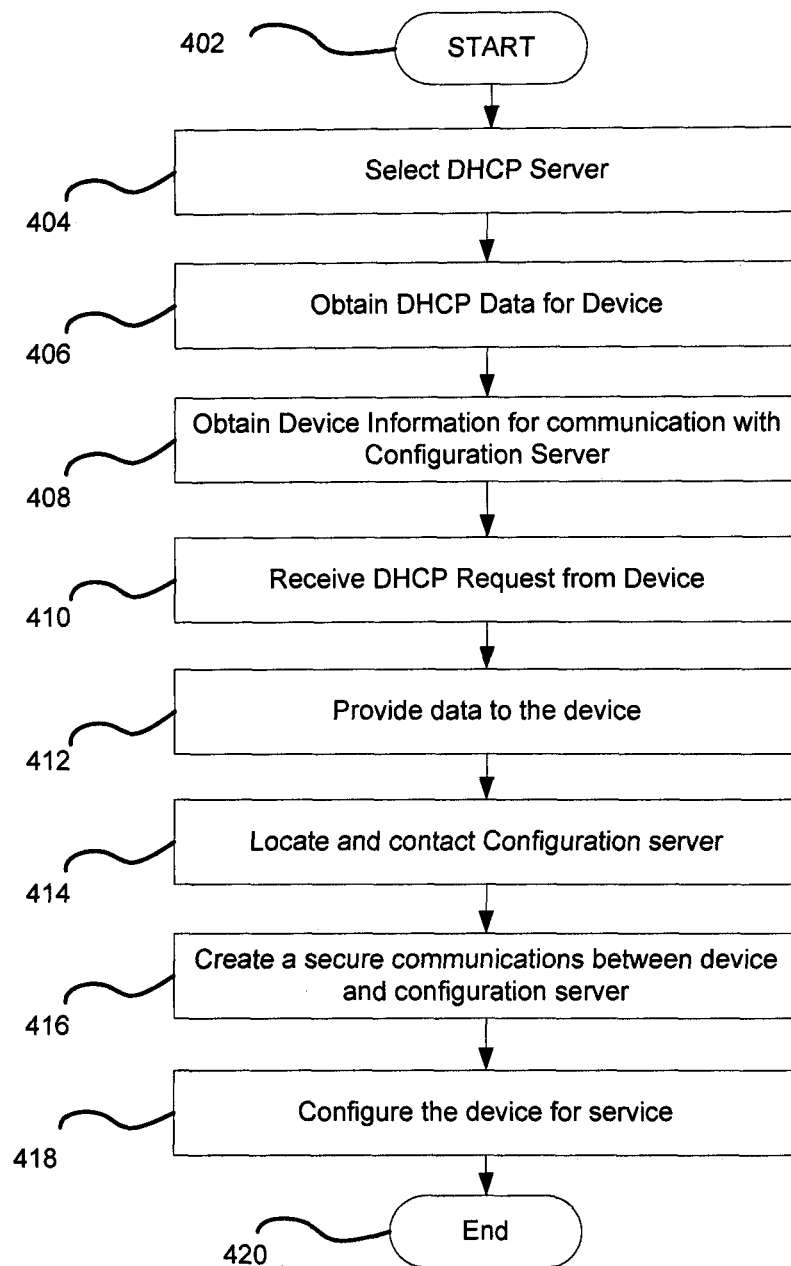 402
START
Select DHCP Server
404
Obtain DHCP Data for Device
406
Obtain Device Information for communication with
Configuration Server
408
Receive DHCP Request from Device
410
Provide data to the device
412
Locate and contact Configuration server
414
Create a secure communications between device
and configuration server
416
Configure the device for service
418
End
420